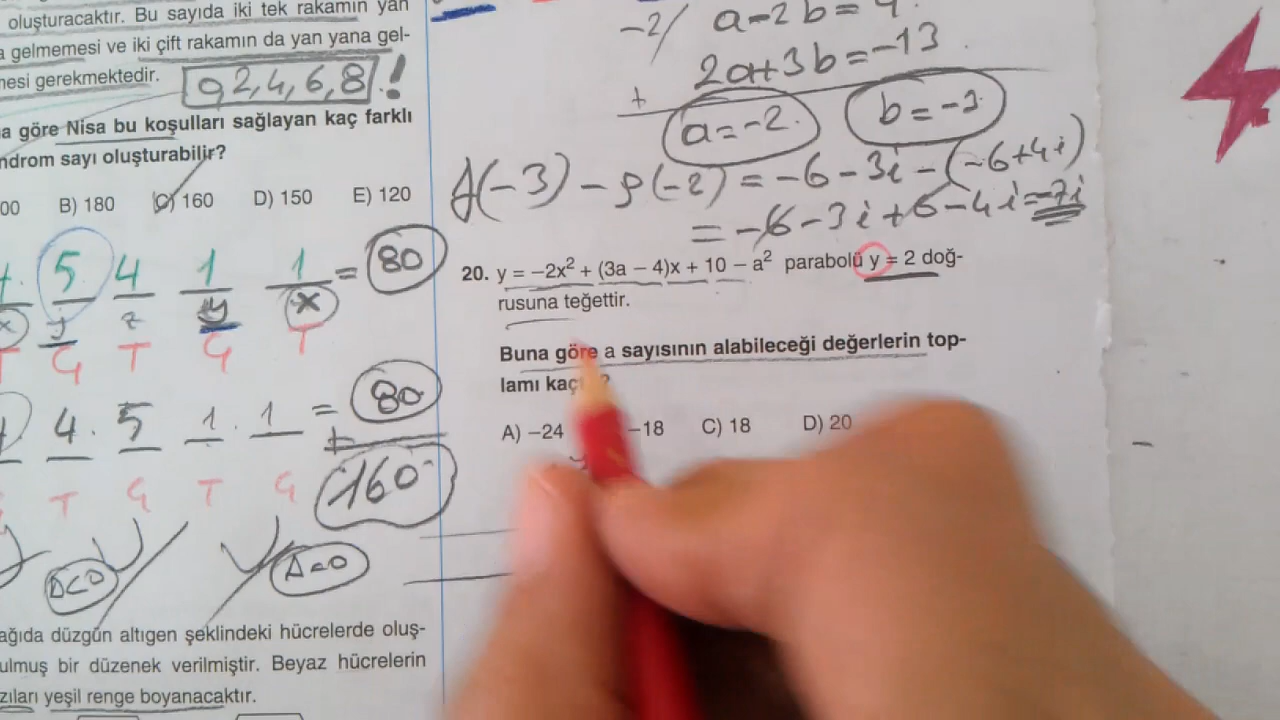 oluşturacaktır. Bu sayıda iki tek rakamın yan
gelmemesi ve iki çift rakamın da yan yana gel-
mesi gerekmektedir.
0,2,4,6,8 !
göre Nisa bu koşulları sağlayan kaç farklı
ndrom sayı oluşturabilir?
00 B) 180 C) 160 D) 150 E) 120
5 4 1 1 = 80
x y z y x
T Ç T Ç T
4 . 5 1 . 1 = 80
+
T Ç T Ç
160
Δ<0 Δ=0
ağıda düzgün altıgen şeklindeki hücrelerde oluş-
ulmuş bir düzenek verilmiştir. Beyaz hücrelerin
zıları yeşil renge boyanacaktır.
-2/ a-2b=4
2a+3b=-13
+
a=-2 b=-3
f(-3) - g(-2) = -6-3i-(-6+4i)
= -6-3i+6-4i=-7i
20. y = −2x² + (3a − 4)x + 10 − a² parabolü y = 2 doğ-
rusuna teğettir.
Buna göre a sayısının alabileceği değerlerin top-
lamı
A) −24 −18 C) 18 D) 20